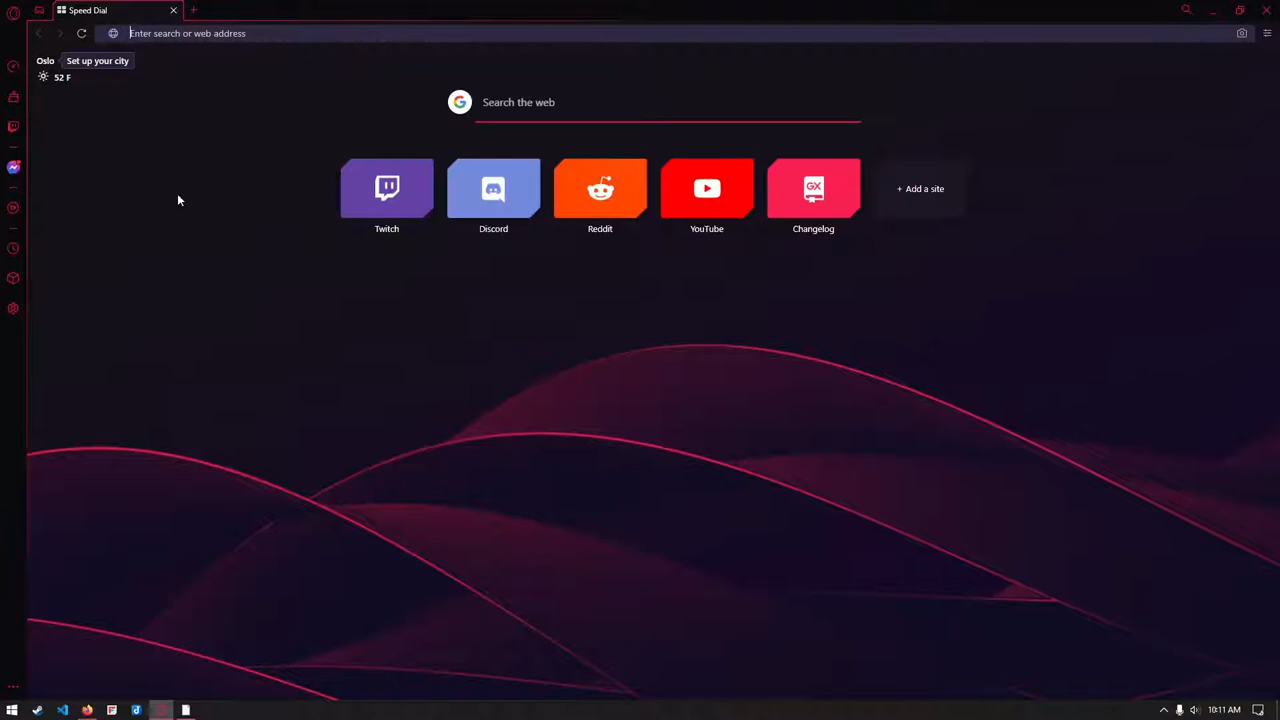 Speed Dial
Enter search or web address
Oslo
Set up your city
52 F
G
Search the web
GX
+ Add a site
Twitch
Discord
Reddit
YouTube
Changelog
10:11 AM